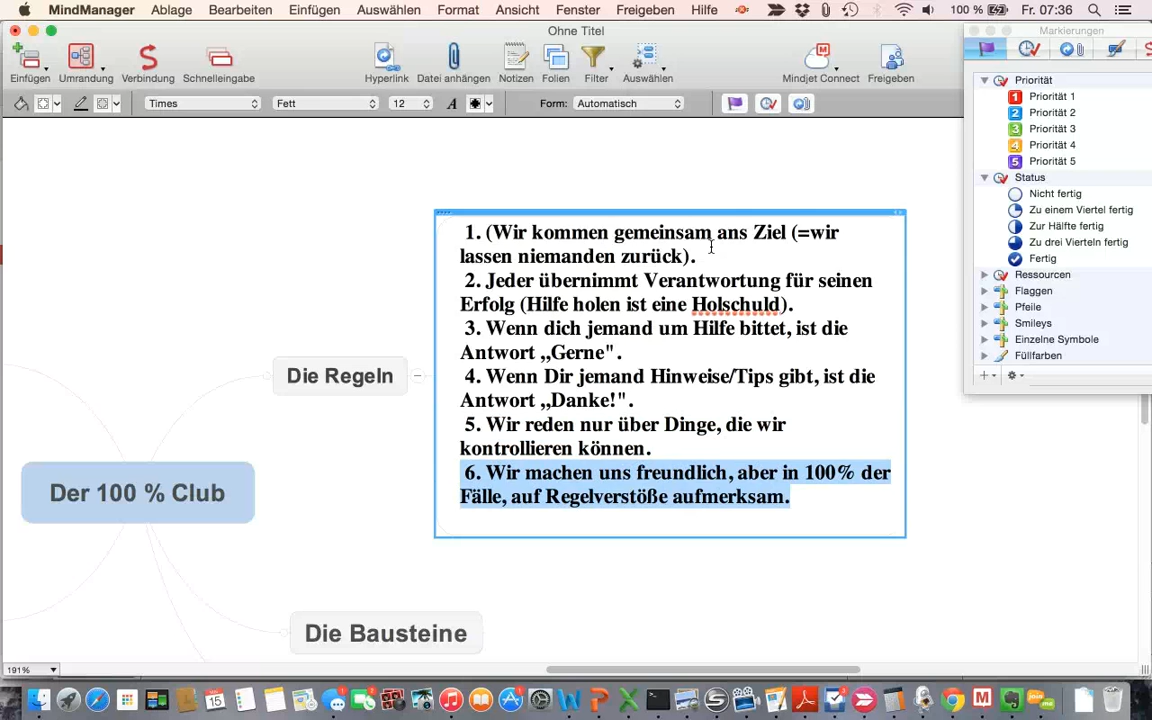 MindManager Ablage Bearbeiten Einfügen Auswählen Format Ansicht Fenster Freigeben Hilfe 100 % Fr. 07:36
Ohne Titel
Markierungen
Einfügen Umrandung Verbindung Schnelleingabe Hyperlink Datei anhängen Notizen Folien Filter Auswählen Mindjet Connect Freigeben
Times Fett 12 A Form: Automatisch
Priorität
1 Priorität 1
2 Priorität 2
3 Priorität 3
4 Priorität 4
5 Priorität 5
Status
Nicht fertig
Zu einem Viertel fertig
Zur Hälfte fertig
Zu drei Vierteln fertig
Fertig
Ressourcen
Flaggen
Pfeile
Smileys
Einzelne Symbole
Füllfarben
1. (Wir kommen gemeinsam ans Ziel (=wir
lassen niemanden zurück).
2. Jeder übernimmt Verantwortung für seinen
Erfolg (Hilfe holen ist eine Holschuld).
3. Wenn dich jemand um Hilfe bittet, ist die
Antwort ,,Gerne".
4. Wenn Dir jemand Hinweise/Tips gibt, ist die
Antwort ,,Danke!".
5. Wir reden nur über Dinge, die wir
kontrollieren können.
6. Wir machen uns freundlich, aber in 100% der
Fälle, auf Regelverstöße aufmerksam.
Die Regeln
Der 100 % Club
Die Bausteine
191%